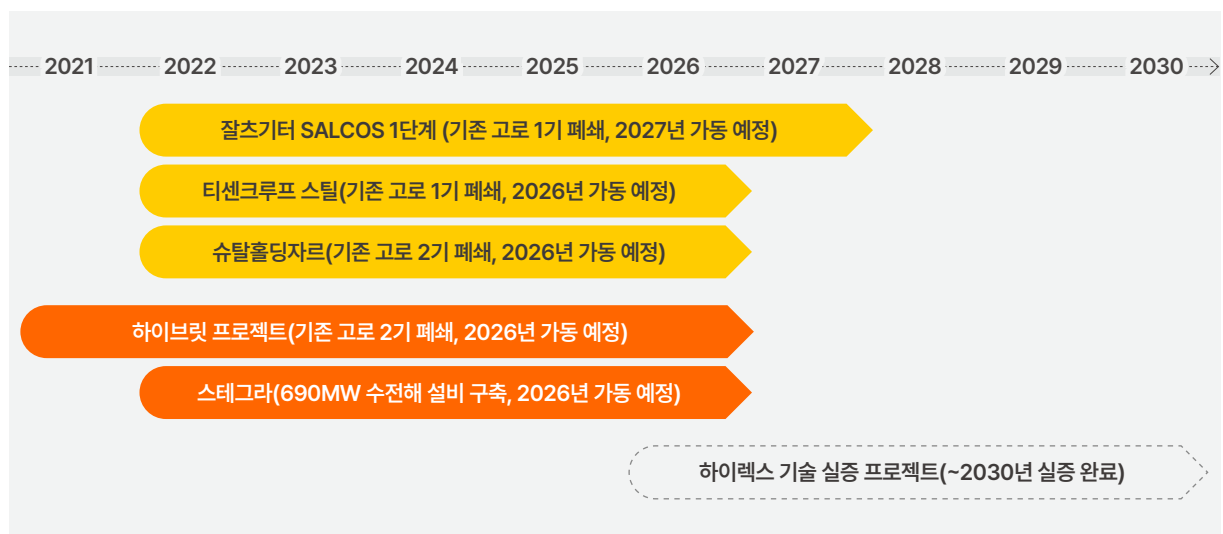 2021 2022 2023 2024 2025 2026 2027 2028 2029 2030
잘츠기터 SALCOS 1단계 (기존 고로 1기 폐쇄, 2027년 가동 예정)
티센크루프 스틸(기존 고로 1기 폐쇄, 2026년 가동 예정)
슈탈홀딩자르(기존 고로 2기 폐쇄, 2026년 가동 예정)
하이브릿 프로젝트(기존 고로 2기 폐쇄, 2026년 가동 예정)
스테그라(690MW 수전해 설비 구축, 2026년 가동 예정)
하이렉스 기술 실증 프로젝트(~2030년 실증 완료)